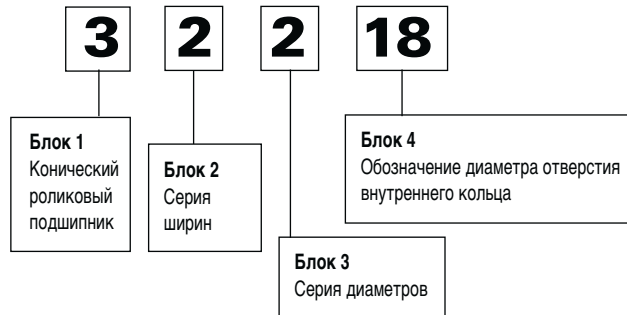 3 2 2 18
Блок 1
Конический
роликовый
подшипник
Блок 2
Серия
ширин
Блок 3
Серия диаметров
Блок 4
Обозначение диаметра отверстия
внутреннего кольца